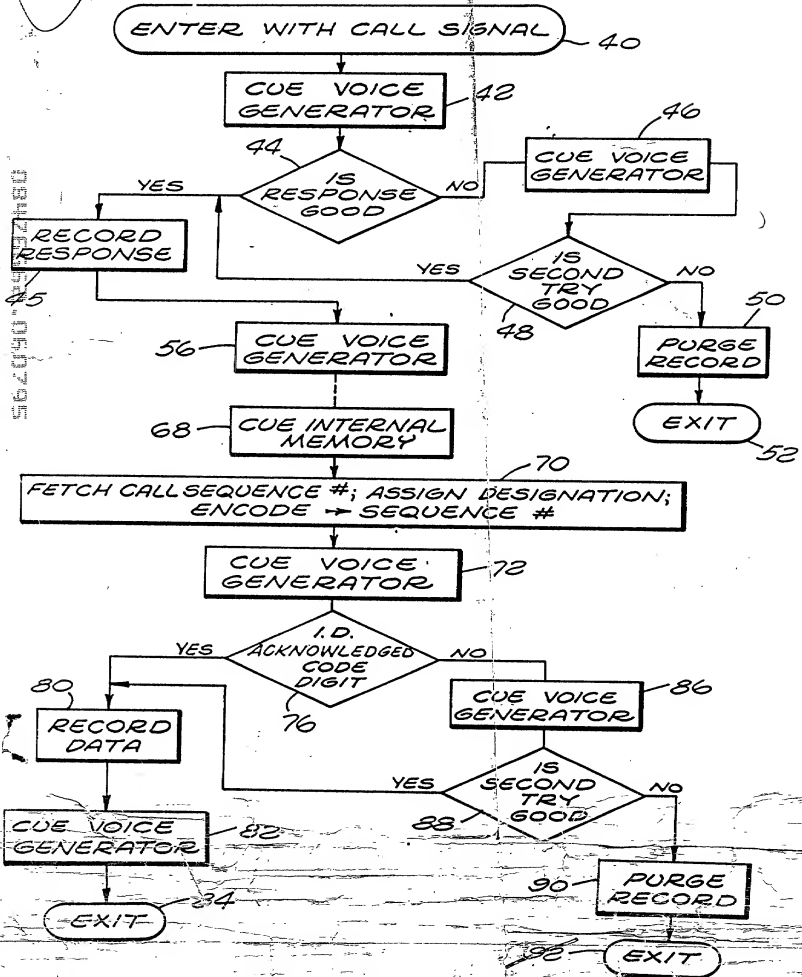 ENTER WITH CALL SIGNAL
40
CUE VOICE
GENERATOR
42
44
IS
RESPONSE
GOOD
YES
NO
46
CUE VOICE
GENERATOR
RECORD
RESPONSE
45
YES
IS
SECOND
TRY
GOOD
NO
48
50
PURGE
RECORD
EXIT
52
56
CUE VOICE
GENERATOR
68
CUE INTERNAL
MEMORY
70
FETCH CALL SEQUENCE #; ASSIGN DESIGNATION;
ENCODE → SEQUENCE #
CUE VOICE
GENERATOR
72
I.D.
ACKNOWLEDGED
CODE
DIGIT
YES
NO
76
80
RECORD
DATA
CUE VOICE
GENERATOR
86
YES
IS
SECOND
TRY
GOOD
NO
88
CUE VOICE
GENERATOR
82
EXIT
84
90
PURGE
RECORD
92
EXIT